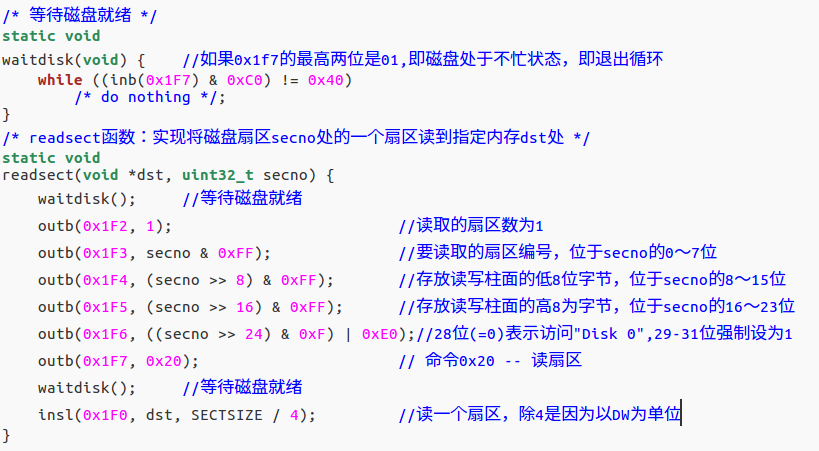 /* 等待磁盘就绪 */
static void
waitdisk(void) {    //如果0x1f7的最高两位是01,即磁盘处于不忙状态，即退出循环
    while ((inb(0x1F7) & 0xC0) != 0x40)
        /* do nothing */;
}
/* readsect函数：实现将磁盘扇区secno处的一个扇区读到指定内存dst处 */
static void
readsect(void *dst, uint32_t secno) {
    waitdisk();     //等待磁盘就绪
    outb(0x1F2, 1);                         //读取的扇区数为1
    outb(0x1F3, secno & 0xFF);              //要读取的扇区编号，位于secno的0～7位
    outb(0x1F4, (secno >> 8) & 0xFF);       //存放读写柱面的低8位字节，位于secno的8～15位
    outb(0x1F5, (secno >> 16) & 0xFF);      //存放读写柱面的高8为字节，位于secno的16～23位
    outb(0x1F6, ((secno >> 24) & 0xF) | 0xE0);//28位(=0)表示访问"Disk 0",29-31位强制设为1
    outb(0x1F7, 0x20);                      // 命令0x20 -- 读扇区
    waitdisk();     //等待磁盘就绪
    insl(0x1F0, dst, SECTSIZE / 4);         //读一个扇区，除4是因为以DW为单位
}